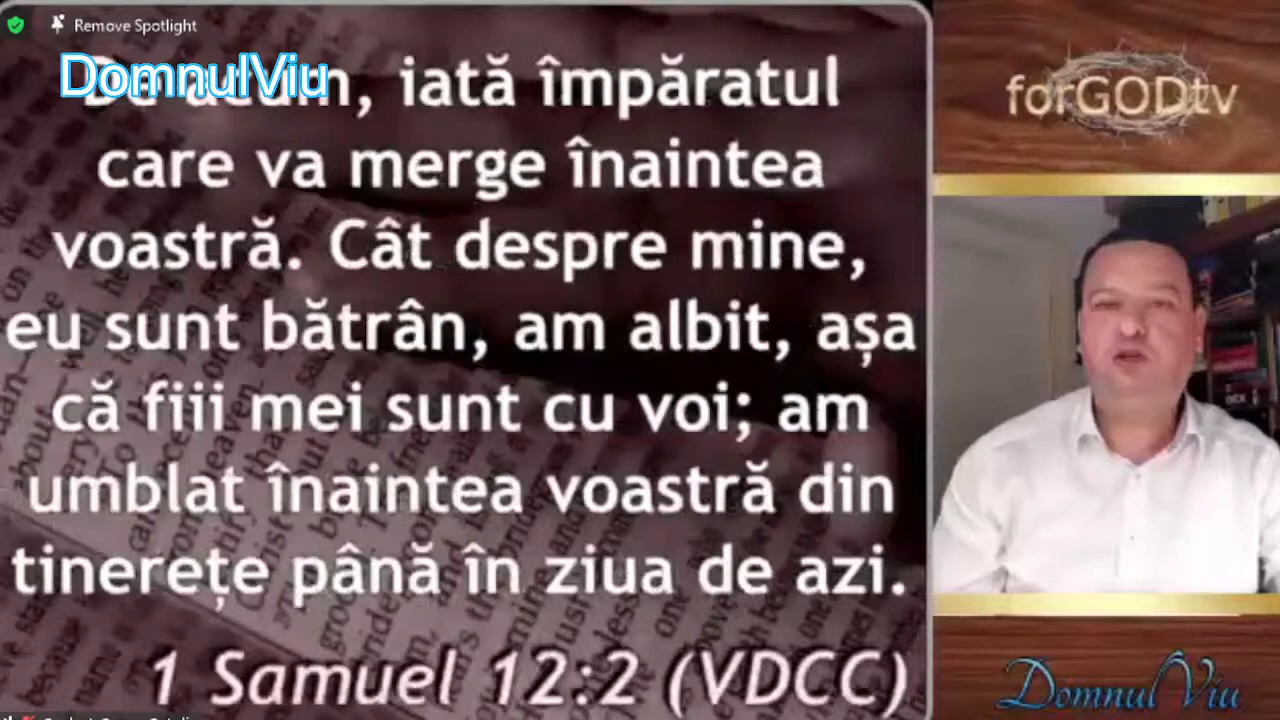 Remove Spotlight
DomnulViu
De acum, iată împăratul
care va merge înaintea
voastră. Cât despre mine,
eu sunt bătrân, am albit, așa
că fiii mei sunt cu voi; am
umblat înaintea voastră din
tinerețe până în ziua de azi.
1 Samuel 12:2 (VDCC)
forGODtv
DomnulViu